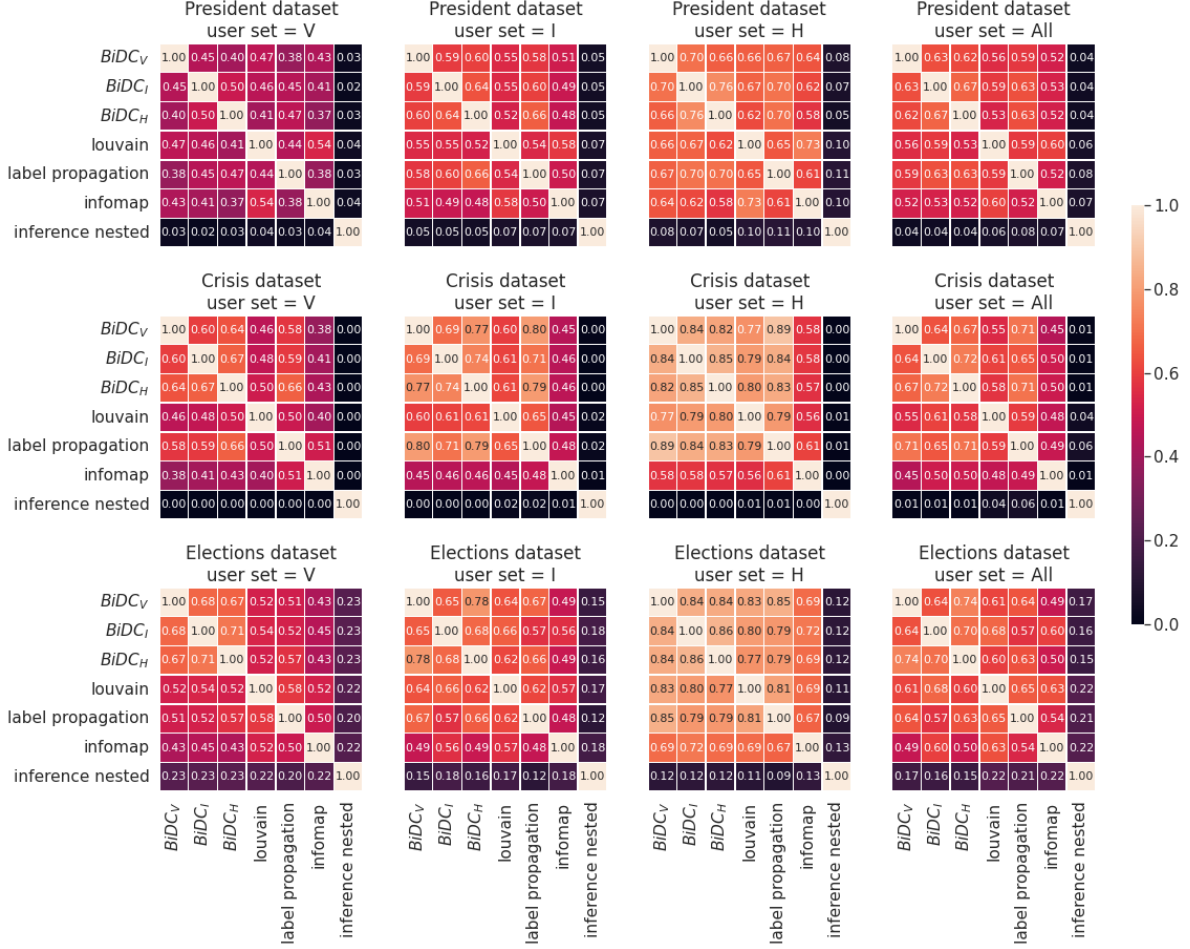 President dataset President dataset President dataset President dataset
user set = V user set = I user set = H user set = All
BiDC_V 1.00 0.45 0.40 0.47 0.38 0.43 0.03 1.00 0.59 0.60 0.55 0.58 0.51 0.05 1.00 0.70 0.66 0.66 0.67 0.64 0.08 1.00 0.63 0.62 0.56 0.59 0.52 0.04
BiDC_I 0.45 1.00 0.50 0.46 0.45 0.41 0.02 0.59 1.00 0.64 0.55 0.60 0.49 0.05 0.70 1.00 0.76 0.67 0.70 0.62 0.07 0.63 1.00 0.67 0.59 0.63 0.53 0.04
BiDC_H 0.40 0.50 1.00 0.41 0.47 0.37 0.03 0.60 0.64 1.00 0.52 0.66 0.48 0.05 0.66 0.76 1.00 0.62 0.70 0.58 0.05 0.62 0.67 1.00 0.53 0.63 0.52 0.04
louvain 0.47 0.46 0.41 1.00 0.44 0.54 0.04 0.55 0.55 0.52 1.00 0.54 0.58 0.07 0.66 0.67 0.62 1.00 0.65 0.73 0.10 0.56 0.59 0.53 1.00 0.59 0.60 0.06
label propagation 0.38 0.45 0.47 0.44 1.00 0.38 0.03 0.58 0.60 0.66 0.54 1.00 0.50 0.07 0.67 0.70 0.70 0.65 1.00 0.61 0.11 0.59 0.63 0.63 0.59 1.00 0.52 0.08
infomap 0.43 0.41 0.37 0.54 0.38 1.00 0.04 0.51 0.49 0.48 0.58 0.50 1.00 0.07 0.64 0.62 0.58 0.73 0.61 1.00 0.10 0.52 0.53 0.52 0.60 0.52 1.00 0.07
inference nested 0.03 0.02 0.03 0.04 0.03 0.04 1.00 0.05 0.05 0.05 0.07 0.07 0.07 1.00 0.08 0.07 0.05 0.10 0.11 0.10 1.00 0.04 0.04 0.04 0.06 0.08 0.07 1.00
Crisis dataset Crisis dataset Crisis dataset Crisis dataset
user set = V user set = I user set = H user set = All
BiDC_V 1.00 0.60 0.64 0.46 0.58 0.38 0.00 1.00 0.69 0.77 0.60 0.80 0.45 0.00 1.00 0.84 0.82 0.77 0.89 0.58 0.00 1.00 0.64 0.67 0.55 0.71 0.45 0.01
BiDC_I 0.60 1.00 0.67 0.48 0.59 0.41 0.00 0.69 1.00 0.74 0.61 0.71 0.46 0.00 0.84 1.00 0.85 0.79 0.84 0.58 0.00 0.64 1.00 0.72 0.61 0.65 0.50 0.01
BiDC_H 0.64 0.67 1.00 0.50 0.66 0.43 0.00 0.77 0.74 1.00 0.61 0.79 0.46 0.00 0.82 0.85 1.00 0.80 0.83 0.57 0.00 0.67 0.72 1.00 0.58 0.71 0.50 0.01
louvain 0.46 0.48 0.50 1.00 0.50 0.40 0.00 0.60 0.61 0.61 1.00 0.65 0.45 0.02 0.77 0.79 0.80 1.00 0.79 0.56 0.01 0.55 0.61 0.58 1.00 0.59 0.48 0.04
label propagation 0.58 0.59 0.66 0.50 1.00 0.51 0.00 0.80 0.71 0.79 0.65 1.00 0.48 0.02 0.89 0.84 0.83 0.79 1.00 0.61 0.01 0.71 0.65 0.71 0.59 1.00 0.49 0.06
infomap 0.38 0.41 0.43 0.40 0.51 1.00 0.00 0.45 0.46 0.46 0.45 0.48 1.00 0.01 0.58 0.58 0.57 0.56 0.61 1.00 0.00 0.45 0.50 0.50 0.48 0.49 1.00 0.01
inference nested 0.00 0.00 0.00 0.00 0.00 0.00 1.00 0.00 0.00 0.00 0.02 0.02 0.01 1.00 0.00 0.00 0.00 0.01 0.01 0.00 1.00 0.01 0.01 0.01 0.04 0.06 0.01 1.00
Elections dataset Elections dataset Elections dataset Elections dataset
user set = V user set = I user set = H user set = All
BiDC_V 1.00 0.68 0.67 0.52 0.51 0.43 0.23 1.00 0.65 0.78 0.64 0.67 0.49 0.15 1.00 0.84 0.84 0.83 0.85 0.69 0.12 1.00 0.64 0.74 0.61 0.64 0.49 0.17
BiDC_I 0.68 1.00 0.71 0.54 0.52 0.45 0.23 0.65 1.00 0.68 0.66 0.57 0.56 0.18 0.84 1.00 0.86 0.80 0.79 0.72 0.12 0.64 1.00 0.70 0.68 0.57 0.60 0.16
BiDC_H 0.67 0.71 1.00 0.52 0.57 0.43 0.23 0.78 0.68 1.00 0.62 0.66 0.49 0.16 0.84 0.86 1.00 0.77 0.79 0.69 0.12 0.74 0.70 1.00 0.60 0.63 0.50 0.15
louvain 0.52 0.54 0.52 1.00 0.58 0.52 0.22 0.64 0.66 0.62 1.00 0.62 0.57 0.17 0.83 0.80 0.77 1.00 0.81 0.69 0.11 0.61 0.68 0.60 1.00 0.65 0.63 0.22
label propagation 0.51 0.52 0.57 0.58 1.00 0.50 0.20 0.67 0.57 0.66 0.62 1.00 0.48 0.12 0.85 0.79 0.79 0.81 1.00 0.67 0.09 0.64 0.57 0.63 0.65 1.00 0.54 0.21
infomap 0.43 0.45 0.43 0.52 0.50 1.00 0.22 0.49 0.56 0.49 0.57 0.48 1.00 0.18 0.69 0.72 0.69 0.69 0.67 1.00 0.13 0.49 0.60 0.50 0.63 0.54 1.00 0.22
inference nested 0.23 0.23 0.23 0.22 0.20 0.22 1.00 0.15 0.18 0.16 0.17 0.12 0.18 1.00 0.12 0.12 0.12 0.11 0.09 0.13 1.00 0.17 0.16 0.15 0.22 0.21 0.22 1.00
BiDC_V BiDC_I BiDC_H louvain label propagation infomap inference nested
BiDC_V BiDC_I BiDC_H louvain label propagation infomap inference nested
BiDC_V BiDC_I BiDC_H louvain label propagation infomap inference nested
BiDC_V BiDC_I BiDC_H louvain label propagation infomap inference nested
1.0
0.8
0.6
0.4
0.2
0.0